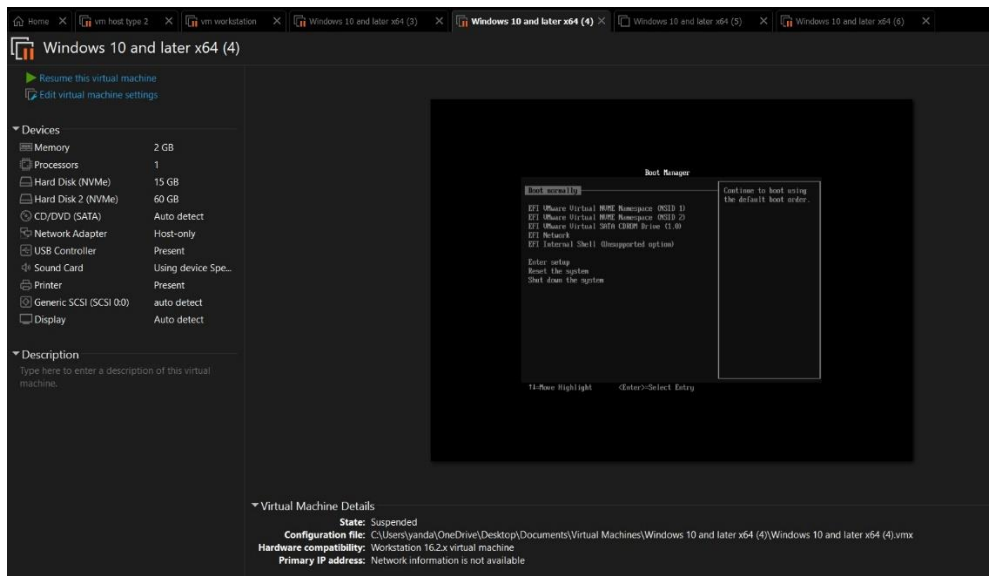 Home
vm host type 2
vm workstation
Windows 10 and later x64 (3)
Windows 10 and later x64 (4)
Windows 10 and later x64 (5)
Windows 10 and later x64 (6)
Windows 10 and later x64 (4)
Resume this virtual machine
Edit virtual machine settings
Devices
Memory 2 GB
Processors 1
Hard Disk (NVMe) 15 GB
Hard Disk 2 (NVMe) 60 GB
CD/DVD (SATA) Auto detect
Network Adapter Host-only
USB Controller Present
Sound Card Using device Spe...
Printer Present
Generic SCSI (SCSI 0:0) auto detect
Display Auto detect
Description
Type here to enter a description of this virtual
machine.
Boot Manager
Boot normally
EFI VMware Virtual NVME Namespace (NSID 1)
EFI VMware Virtual NVME Namespace (NSID 2)
EFI VMware Virtual SATA CDROM Drive (1.0)
EFI Network
EFI Internal Shell (Unsupported option)
Enter setup
Reset the system
Shut down the system
Continue to boot using
the default boot order.
↑↓=Move Highlight <Enter>=Select Entry
Virtual Machine Details
State: Suspended
Configuration file: C:\Users\yanda\OneDrive\Desktop\Documents\Virtual Machines\Windows 10 and later x64 (4)\Windows 10 and later x64 (4).vmx
Hardware compatibility: Workstation 16.2.x virtual machine
Primary IP address: Network information is not available